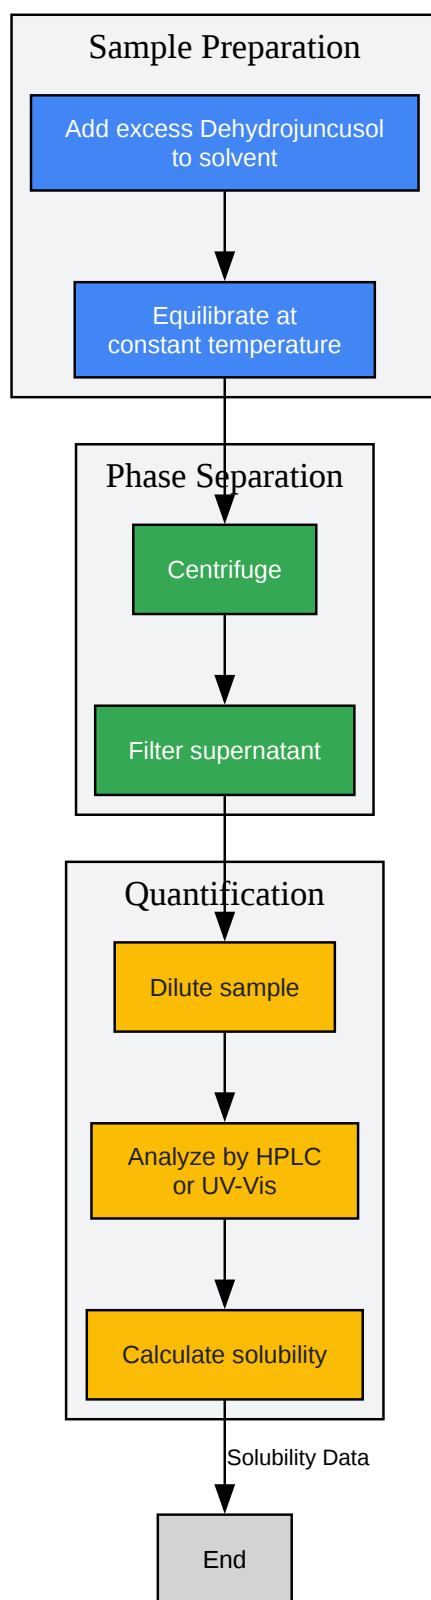 Sample Preparation
Add excess Dehydrojuncusol
to solvent
Equilibrate at
constant temperature
Phase Separation
Centrifuge
Filter supernatant
Quantification
Dilute sample
Analyze by HPLC
or UV-Vis
Calculate solubility
Solubility Data
End